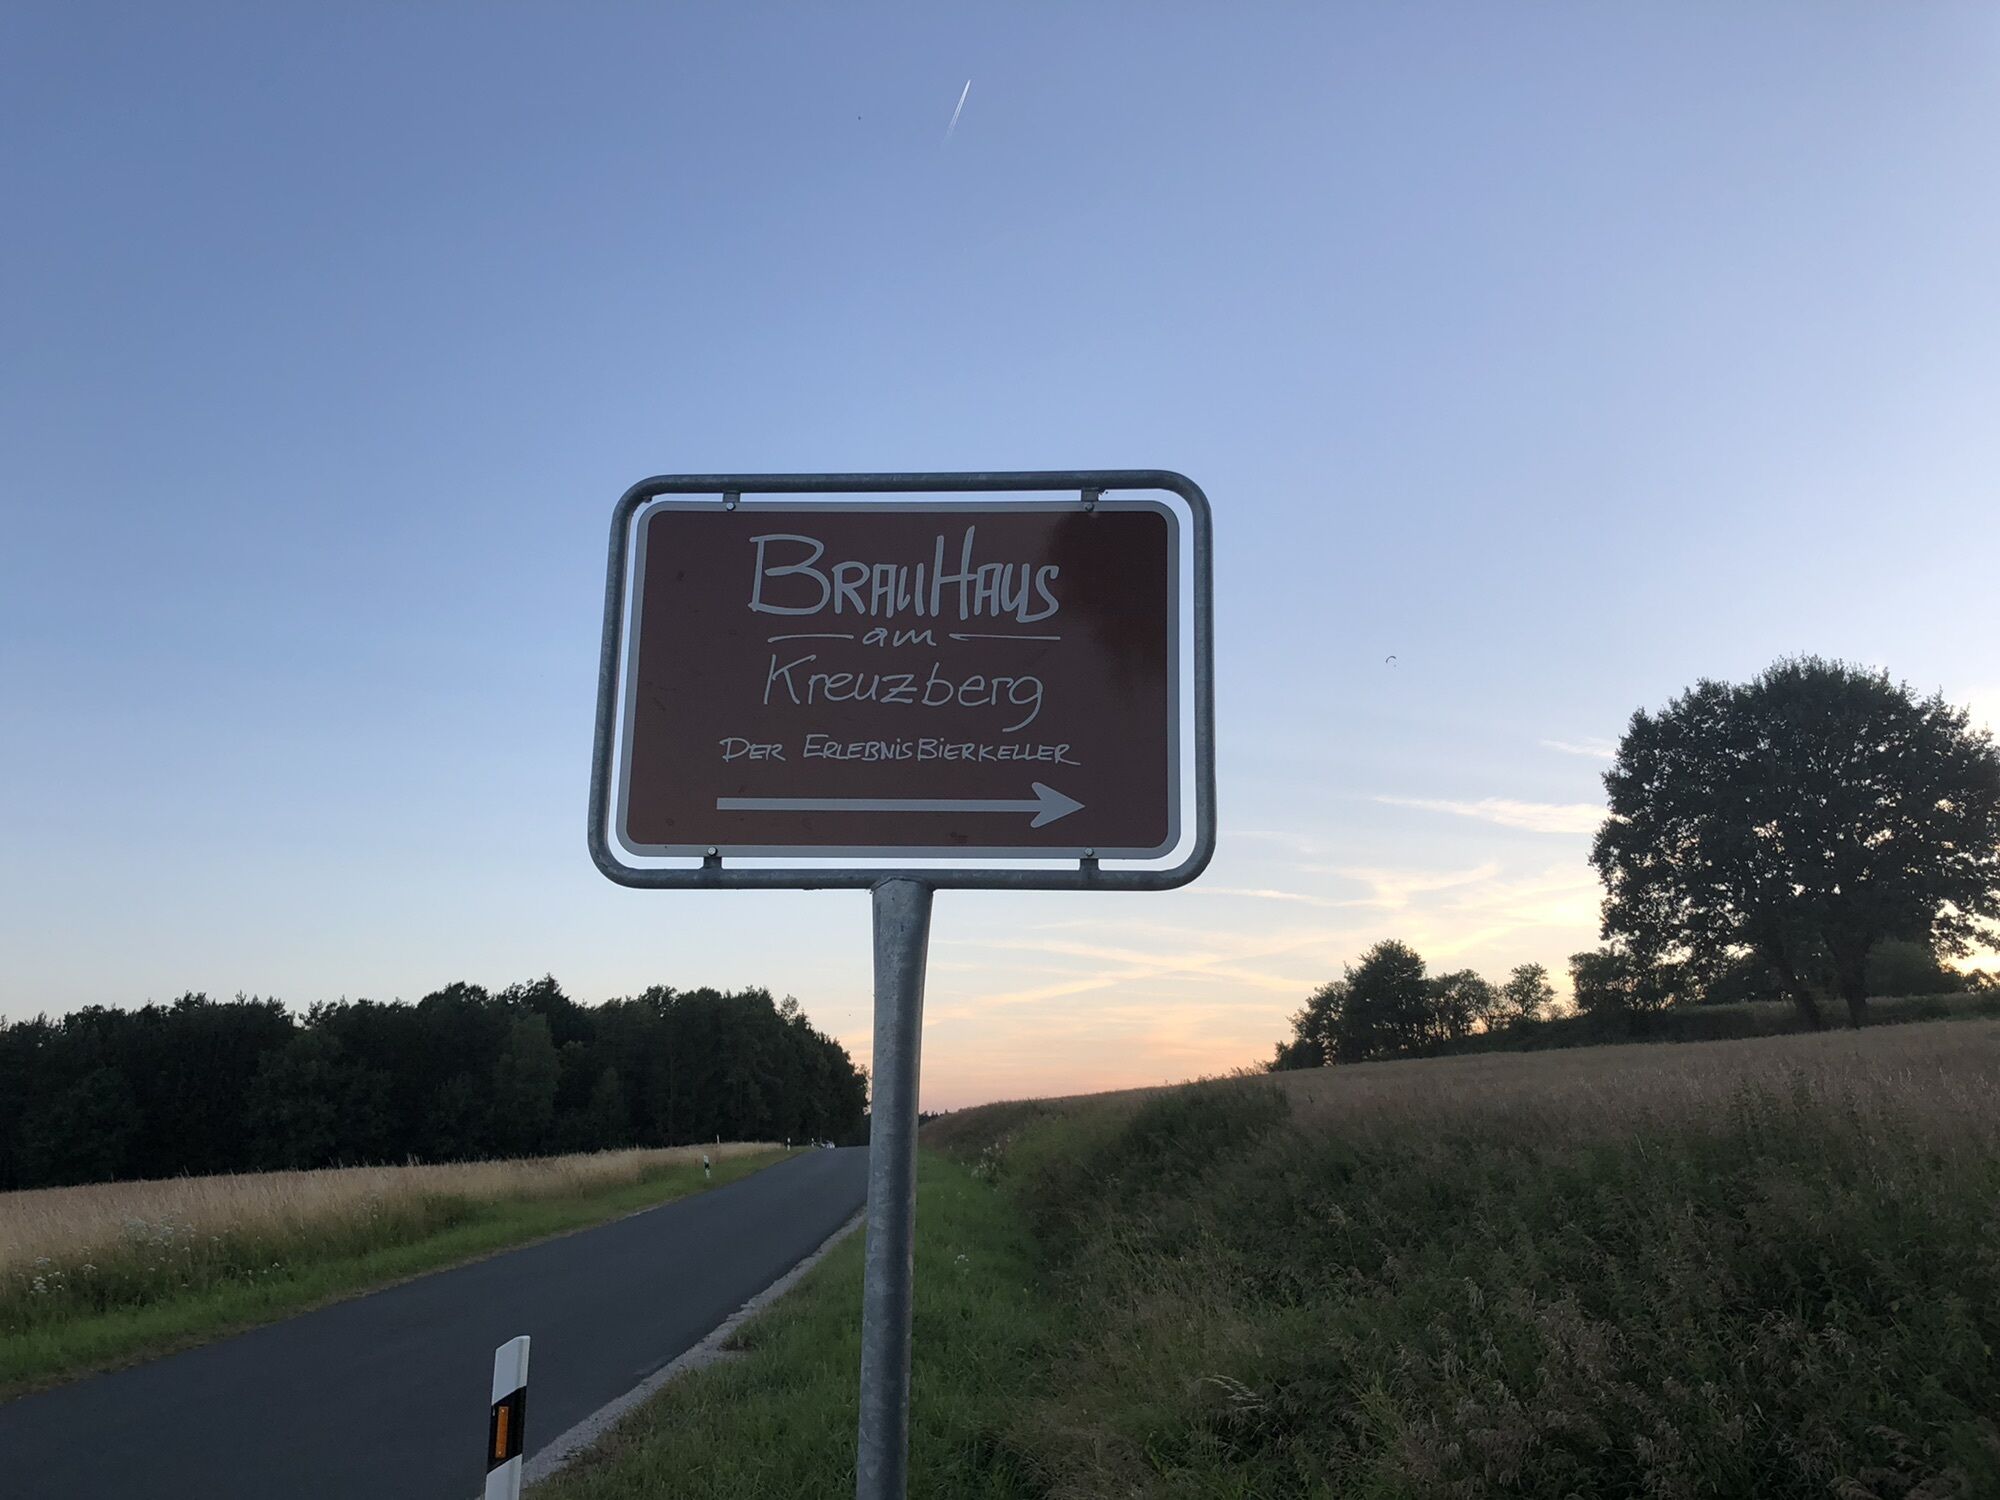 BrauHaus
am
Kreuzberg
Der ErlebnisBierkeller